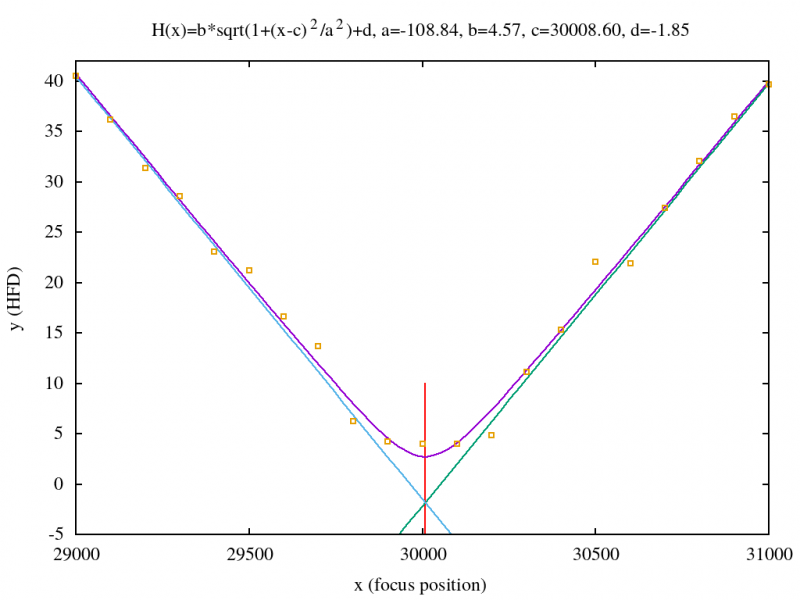 H(x)=b*sqrt(1+(x-c)²/a²)+d, a=-108.84, b=4.57, c=30008.60, d=-1.85
40
35
30
25
20
15
10
5
0
-5
y (HFD)
29000 29500 30000 30500 31000
x (focus position)